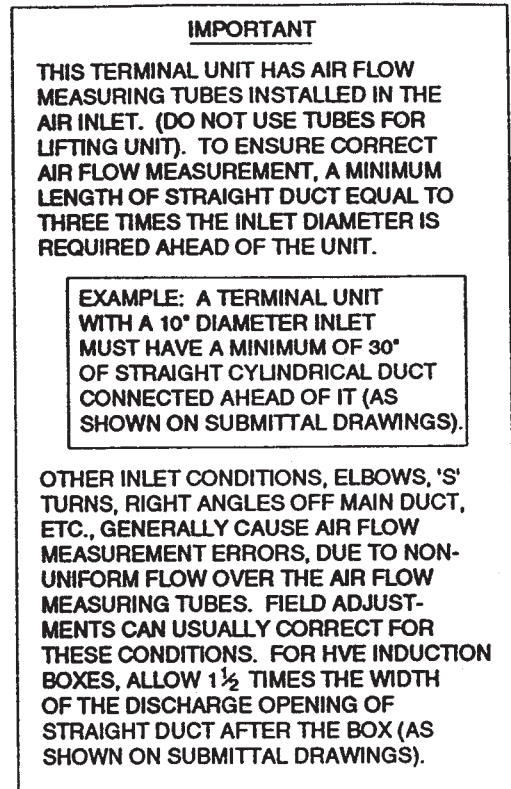 IMPORTANT
THIS TERMINAL UNIT HAS AIR FLOW
MEASURING TUBES INSTALLED IN THE
AIR INLET. (DO NOT USE TUBES FOR
LIFTING UNIT). TO ENSURE CORRECT
AIR FLOW MEASUREMENT, A MINIMUM
LENGTH OF STRAIGHT DUCT EQUAL TO
THREE TIMES THE INLET DIAMETER IS
REQUIRED AHEAD OF THE UNIT.
EXAMPLE: A TERMINAL UNIT
WITH A 10" DIAMETER INLET
MUST HAVE A MINIMUM OF 30"
OF STRAIGHT CYLINDRICAL DUCT
CONNECTED AHEAD OF IT (AS
SHOWN ON SUBMITTAL DRAWINGS).
OTHER INLET CONDITIONS, ELBOWS, 'S'
TURNS, RIGHT ANGLES OFF MAIN DUCT,
ETC., GENERALLY CAUSE AIR FLOW
MEASUREMENT ERRORS, DUE TO NON-
UNIFORM FLOW OVER THE AIR FLOW
MEASURING TUBES. FIELD ADJUST-
MENTS CAN USUALLY CORRECT FOR
THESE CONDITIONS. FOR HVE INDUCTION
BOXES, ALLOW 1½ TIMES THE WIDTH
OF THE DISCHARGE OPENING OF
STRAIGHT DUCT AFTER THE BOX (AS
SHOWN ON SUBMITTAL DRAWINGS).